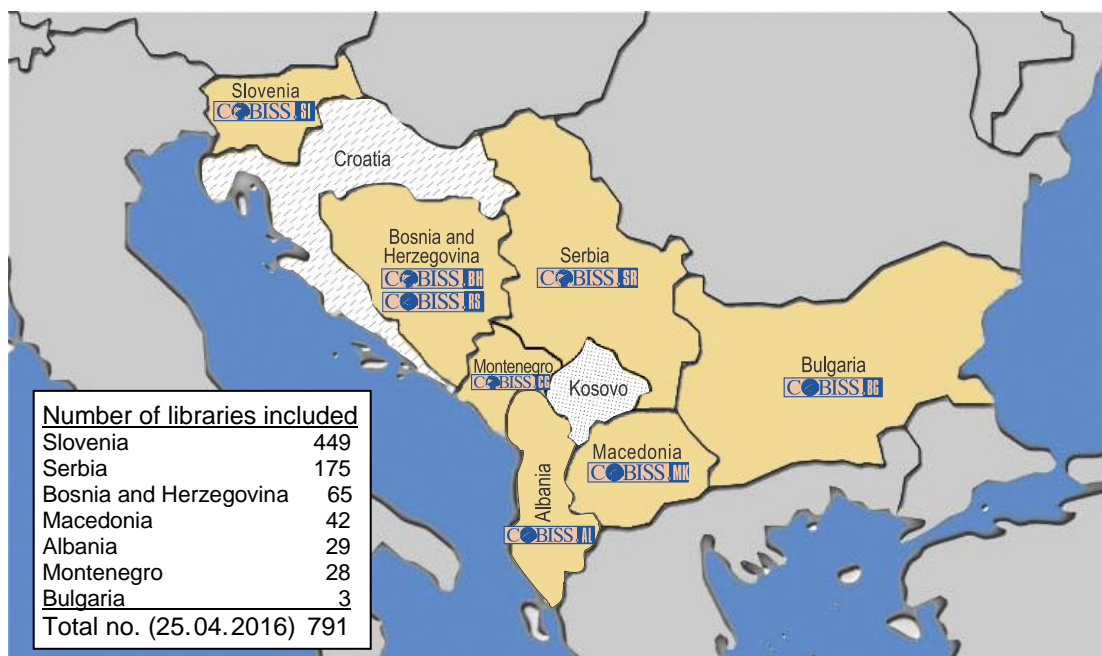 Slovenia
COBISS.SI
Croatia
Bosnia and
Herzegovina
COBISS.BH
COBISS.RS
Serbia
COBISS.SR
Montenegro
COBISS.CG
Kosovo
Bulgaria
COBISS.BG
Macedonia
COBISS.MK
Albania
COBISS.AL
Number of libraries included
Slovenia 449
Serbia 175
Bosnia and Herzegovina 65
Macedonia 42
Albania 29
Montenegro 28
Bulgaria 3
Total no. (25.04.2016) 791